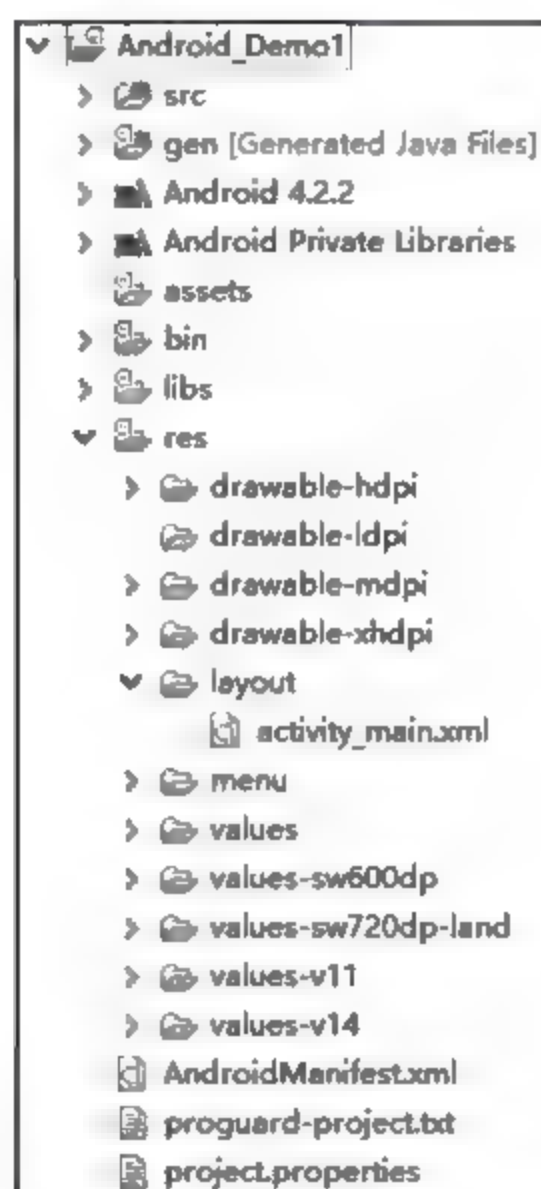 Android_Demo1
src
gen [Generated Java Files]
Android 4.2.2
Android Private Libraries
assets
bin
libs
res
drawable-hdpi
drawable-ldpi
drawable-mdpi
drawable-xhdpi
layout
activity_main.xml
menu
values
values-sw600dp
values-sw720dp-land
values-v11
values-v14
AndroidManifest.xml
proguard-project.txt
project.properties